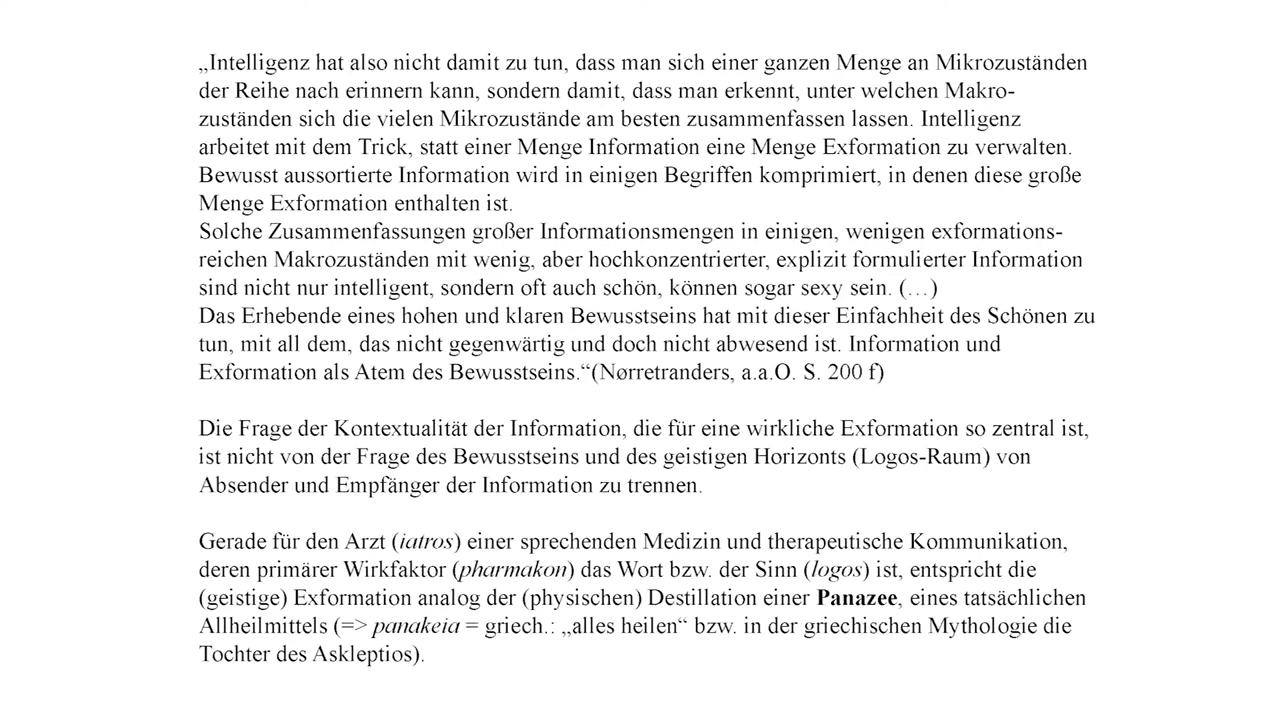 „Intelligenz hat also nicht damit zu tun, dass man sich einer ganzen Menge an Mikrozuständen
der Reihe nach erinnern kann, sondern damit, dass man erkennt, unter welchen Makro-
zuständen sich die vielen Mikrozustände am besten zusammenfassen lassen. Intelligenz
arbeitet mit dem Trick, statt einer Menge Information eine Menge Exformation zu verwalten.
Bewusst aussortierte Information wird in einigen Begriffen komprimiert, in denen diese große
Menge Exformation enthalten ist.
Solche Zusammenfassungen großer Informationsmengen in einigen, wenigen exformations-
reichen Makrozuständen mit wenig, aber hochkonzentrierter, explizit formulierter Information
sind nicht nur intelligent, sondern oft auch schön, können sogar sexy sein. (…)
Das Erhebende eines hohen und klaren Bewusstseins hat mit dieser Einfachheit des Schönen zu
tun, mit all dem, das nicht gegenwärtig und doch nicht abwesend ist. Information und
Exformation als Atem des Bewusstseins.“(Nørretranders, a.a.O. S. 200 f)
Die Frage der Kontextualität der Information, die für eine wirkliche Exformation so zentral ist,
ist nicht von der Frage des Bewusstseins und des geistigen Horizonts (Logos-Raum) von
Absender und Empfänger der Information zu trennen.
Gerade für den Arzt (iatros) einer sprechenden Medizin und therapeutische Kommunikation,
deren primärer Wirkfaktor (pharmakon) das Wort bzw. der Sinn (logos) ist, entspricht die
(geistige) Exformation analog der (physischen) Destillation einer Panazee, eines tatsächlichen
Allheilmittels (=> panakeia = griech.: „alles heilen“ bzw. in der griechischen Mythologie die
Tochter des Askleptios).